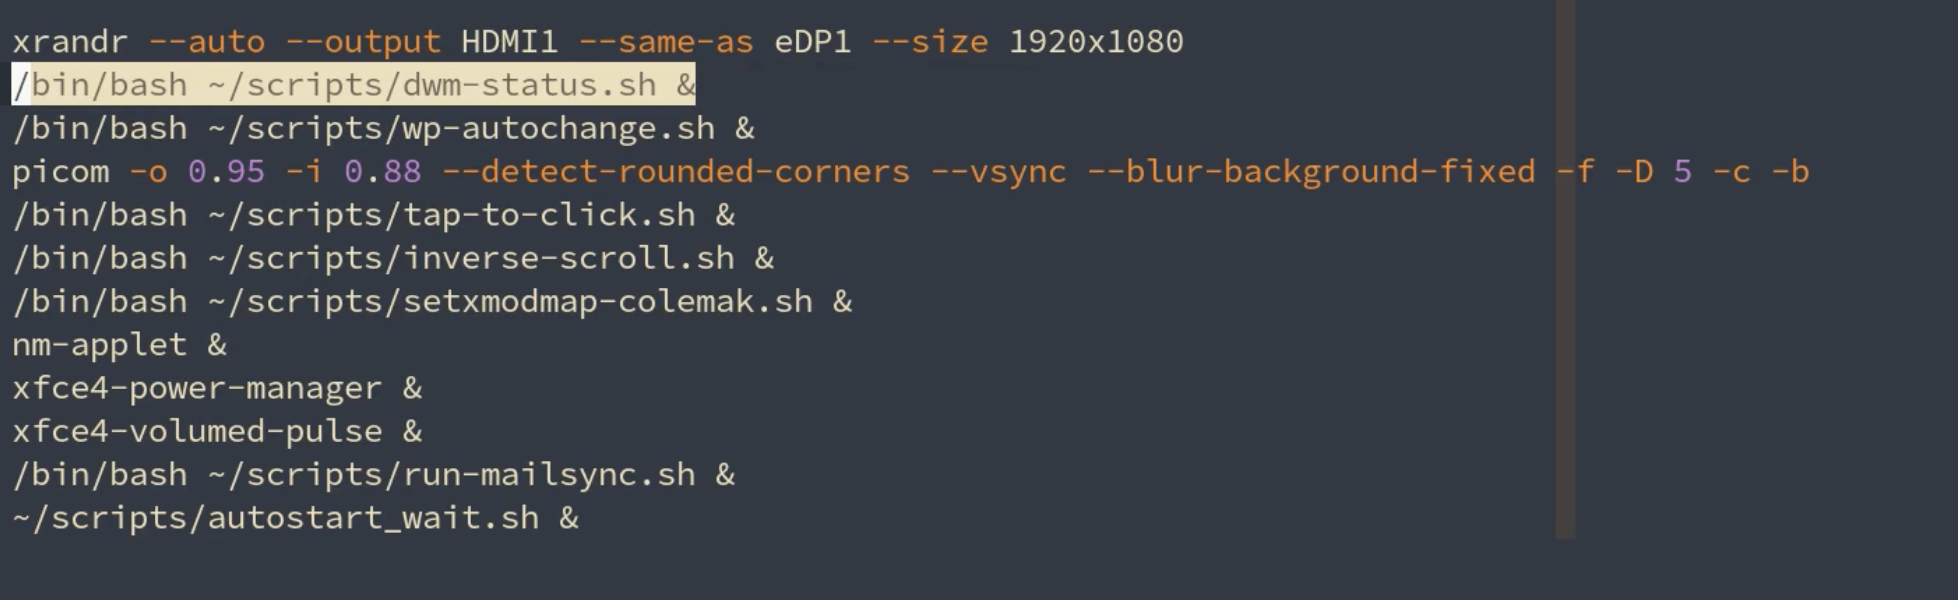 xrandr --auto --output HDMI1 --same-as eDP1 --size 1920x1080
/bin/bash ~/scripts/dwm-status.sh &
/bin/bash ~/scripts/wp-autochange.sh &
picom -o 0.95 -i 0.88 --detect-rounded-corners --vsync --blur-background-fixed -f -D 5 -c -b
/bin/bash ~/scripts/tap-to-click.sh &
/bin/bash ~/scripts/inverse-scroll.sh &
/bin/bash ~/scripts/setxmodmap-colemak.sh &
nm-applet &
xfce4-power-manager &
xfce4-volumed-pulse &
/bin/bash ~/scripts/run-mailsync.sh &
~/scripts/autostart_wait.sh &